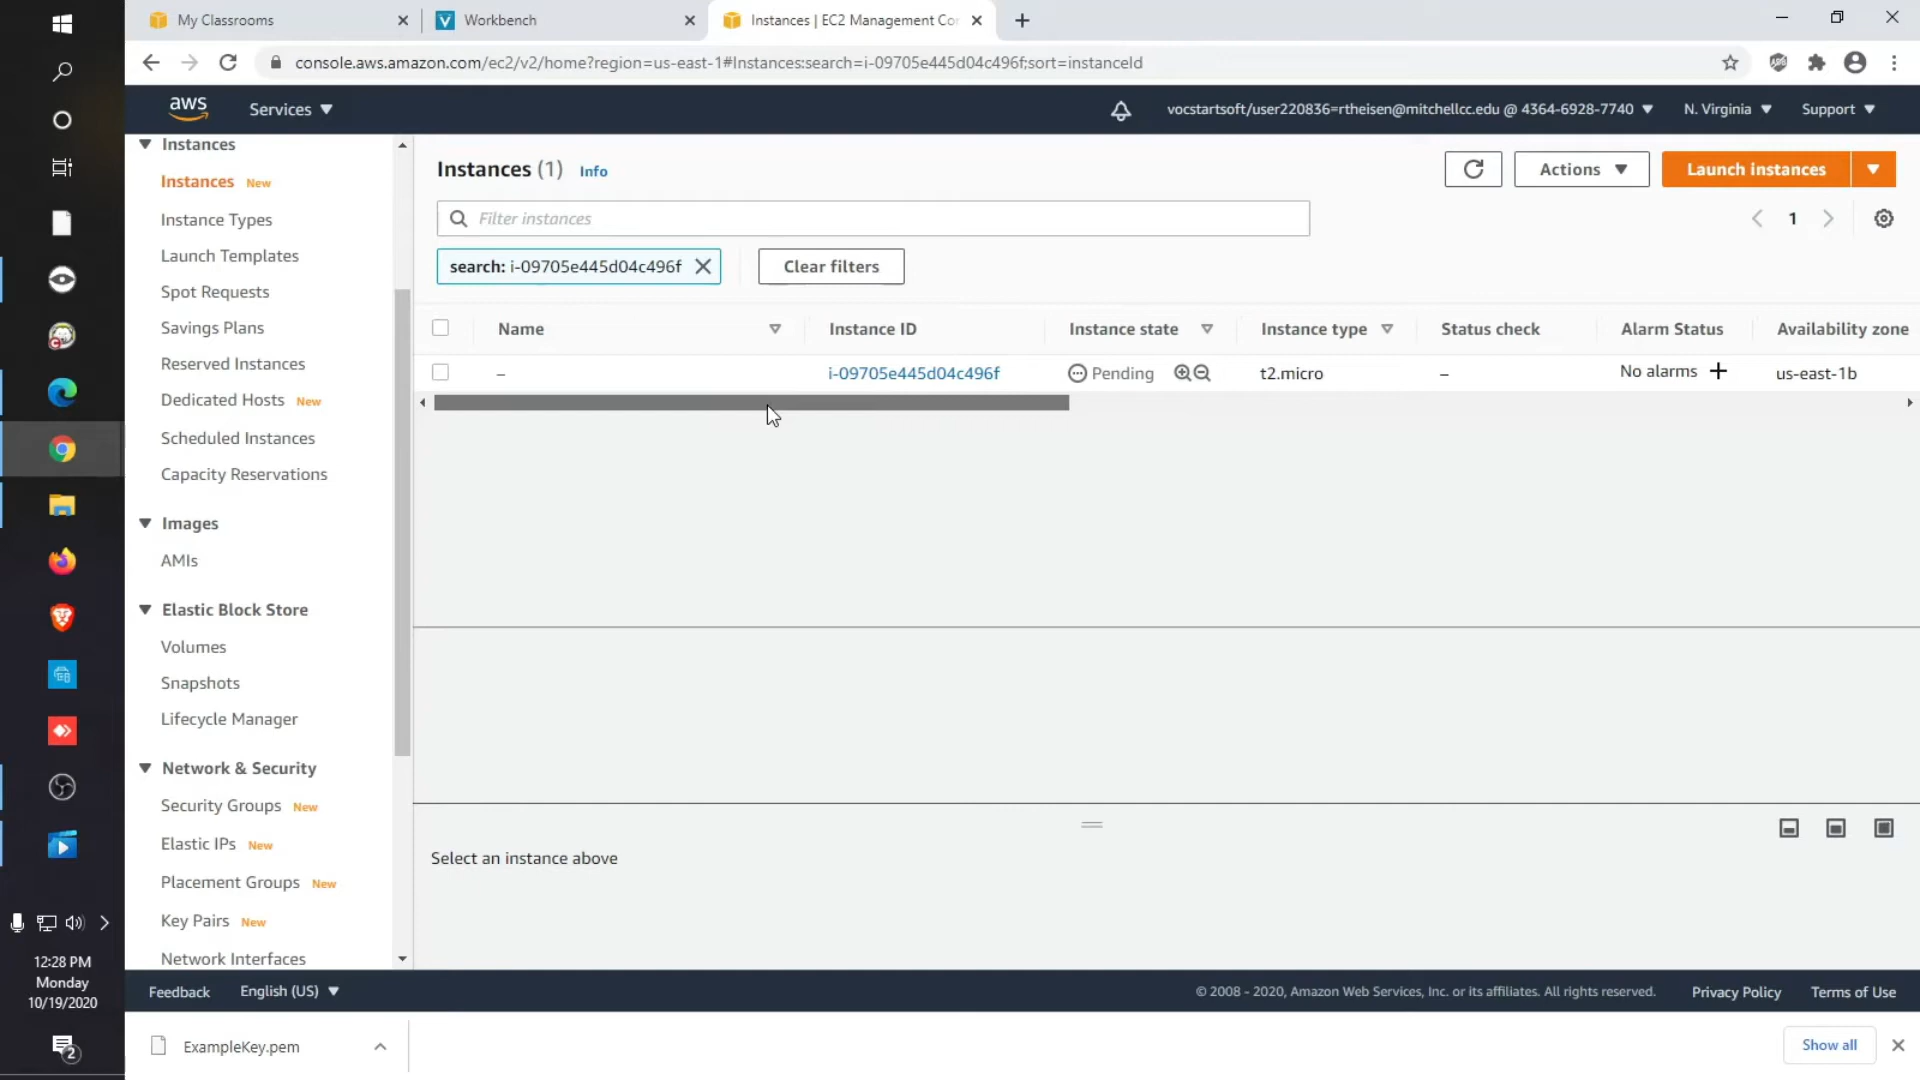 My Classrooms
Workbench
Instances | EC2 Management Co
console.aws.amazon.com/ec2/v2/home?region=us-east-1#Instances:search=i-09705e445d04c496f;sort=instanceId
aws
Services
vocstartsoft/user220836=rtheisen@mitchellcc.edu @ 4364-6928-7740
N. Virginia
Support
Instances
Instances New
Instance Types
Launch Templates
Spot Requests
Savings Plans
Reserved Instances
Dedicated Hosts New
Scheduled Instances
Capacity Reservations
Images
AMIs
Elastic Block Store
Volumes
Snapshots
Lifecycle Manager
Network & Security
Security Groups New
Elastic IPs New
Placement Groups New
Key Pairs New
Network Interfaces
Instances (1) Info
Actions
Launch instances
Filter instances
1
search: i-09705e445d04c496f
Clear filters
Name Instance ID Instance state Instance type Status check Alarm Status Availability zone
– i-09705e445d04c496f Pending t2.micro – No alarms + us-east-1b
Select an instance above
12:28 PM
Monday
10/19/2020
2
Feedback
English (US)
© 2008 - 2020, Amazon Web Services, Inc. or its affiliates. All rights reserved.
Privacy Policy
Terms of Use
ExampleKey.pem
Show all